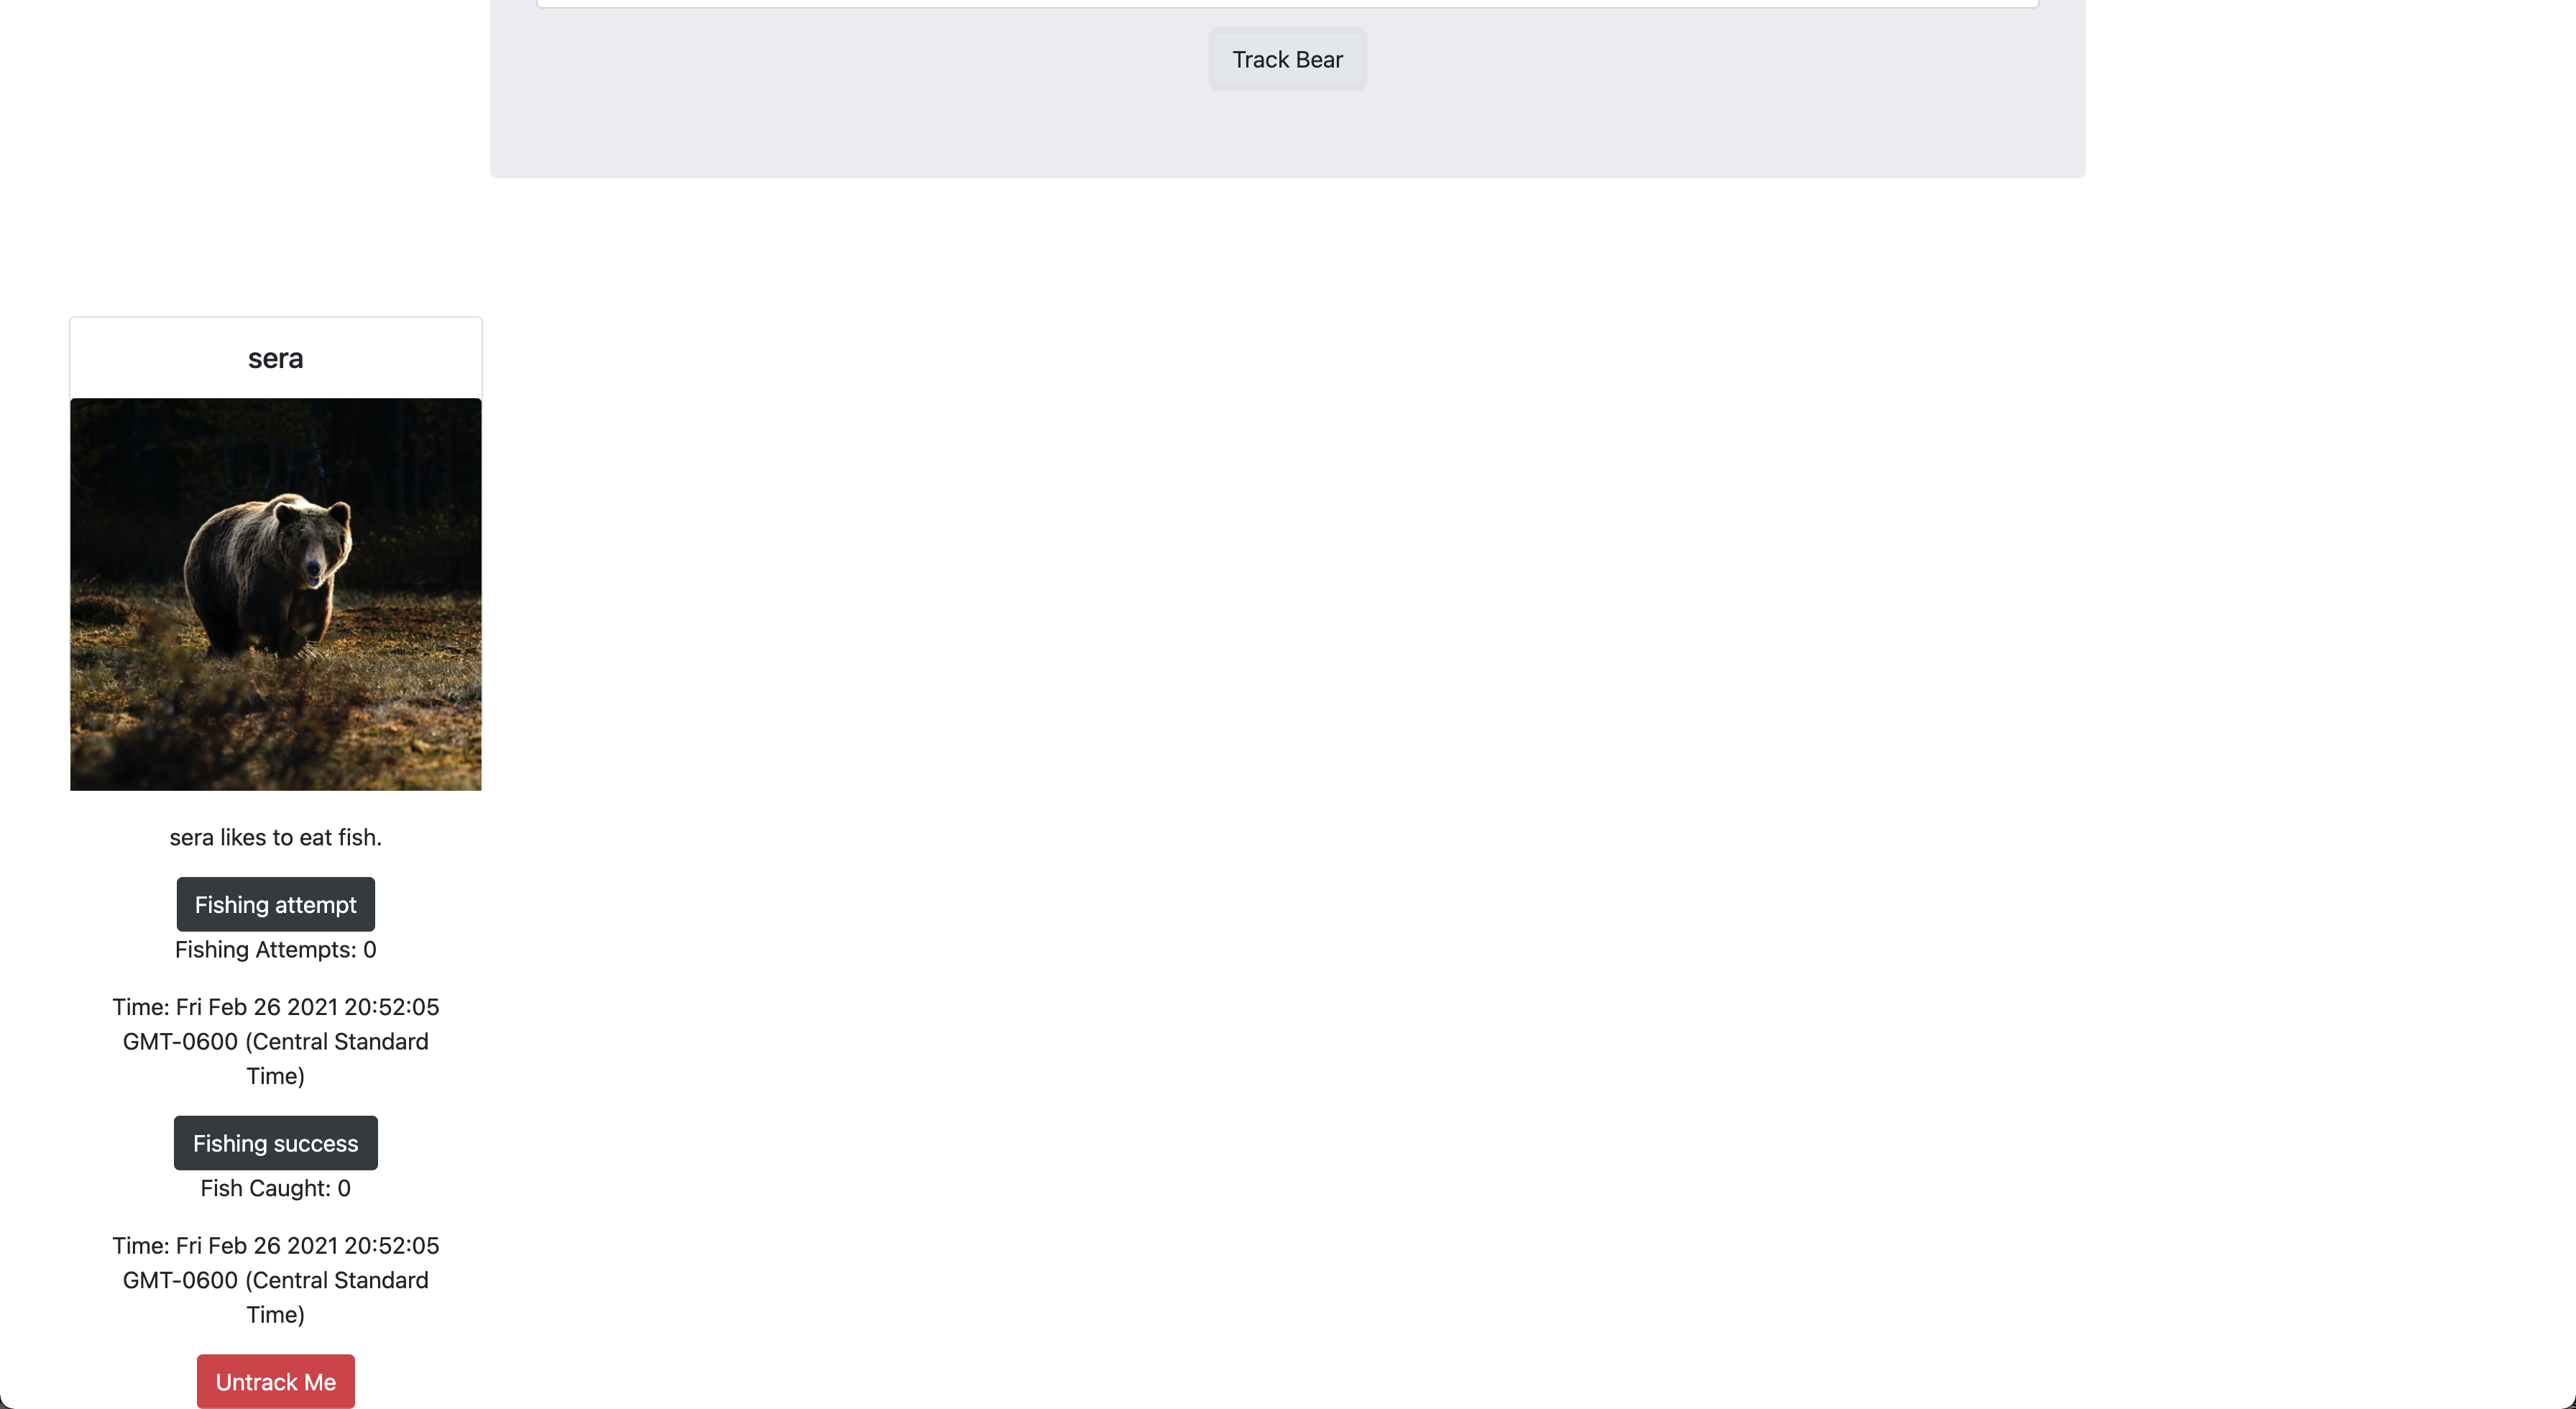 Track Bear
sera
sera likes to eat fish.
Fishing attempt
Fishing Attempts: 0
Time: Fri Feb 26 2021 20:52:05
GMT-0600 (Central Standard
Time)
Fishing success
Fish Caught: 0
Time: Fri Feb 26 2021 20:52:05
GMT-0600 (Central Standard
Time)
Untrack Me